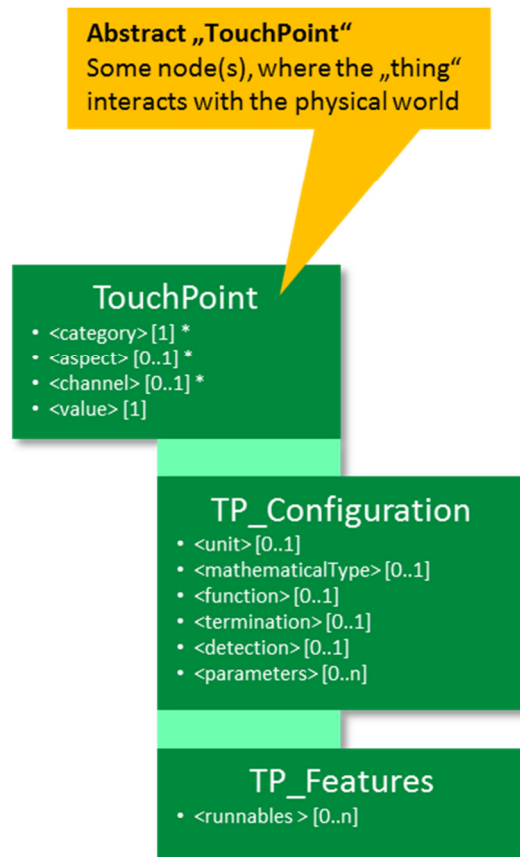 Abstract „TouchPoint“
Some node(s), where the „thing“
interacts with the physical world
TouchPoint
• <category> [1] *
• <aspect> [0..1] *
• <channel> [0..1] *
• <value> [1]
TP_Configuration
• <unit> [0..1]
• <mathematicalType> [0..1]
• <function> [0..1]
• <termination> [0..1]
• <detection> [0..1]
• <parameters> [0..n]
TP_Features
• <runnables > [0..n]